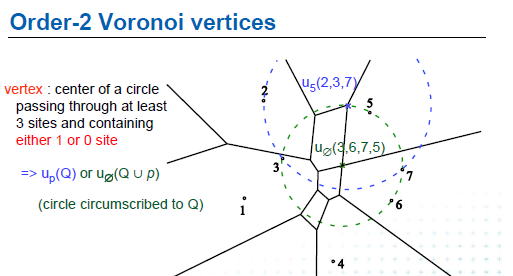 Order-2 Voronoi vertices
vertex : center of a circle
passing through at least
3 sites and containing
either 1 or 0 site
=> uₚ(Q) or u∅(Q ∪ p)
(circle circumscribed to Q)
2
u₅(2,3,7)
5
u∅(3,6,7,5)
3
7
1
6
4